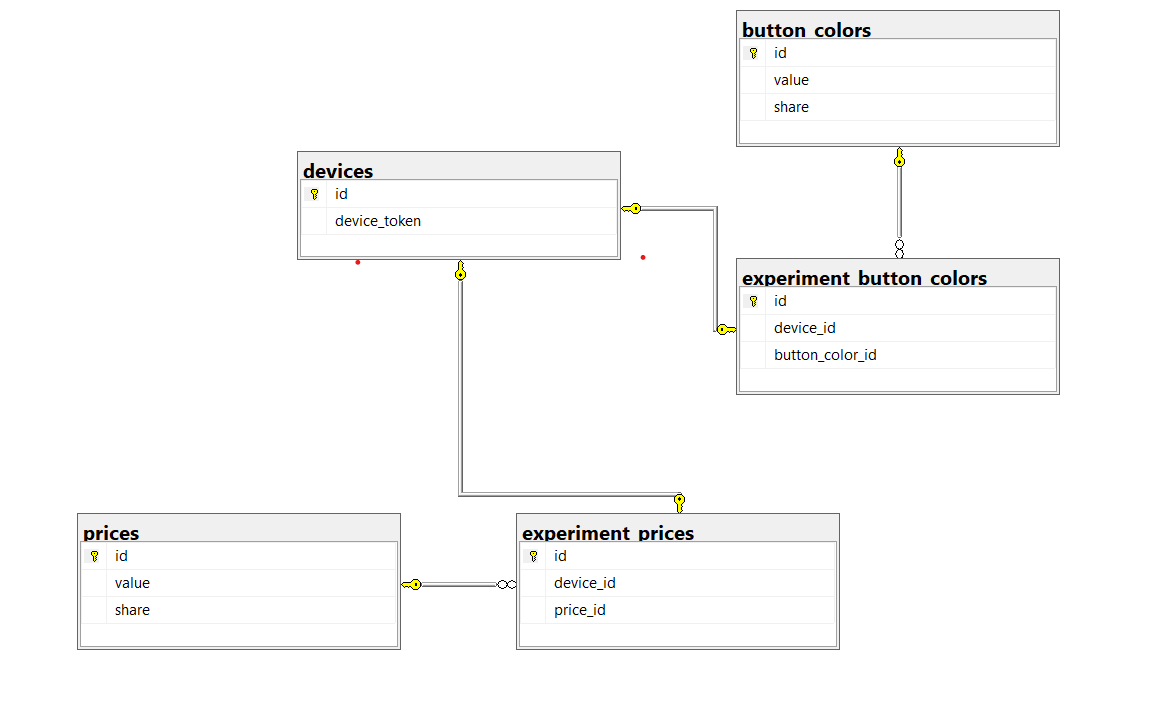 button_colors
id
value
share
devices
id
device_token
experiment_button_colors
id
device_id
button_color_id
prices
id
value
share
experiment_prices
id
device_id
price_id